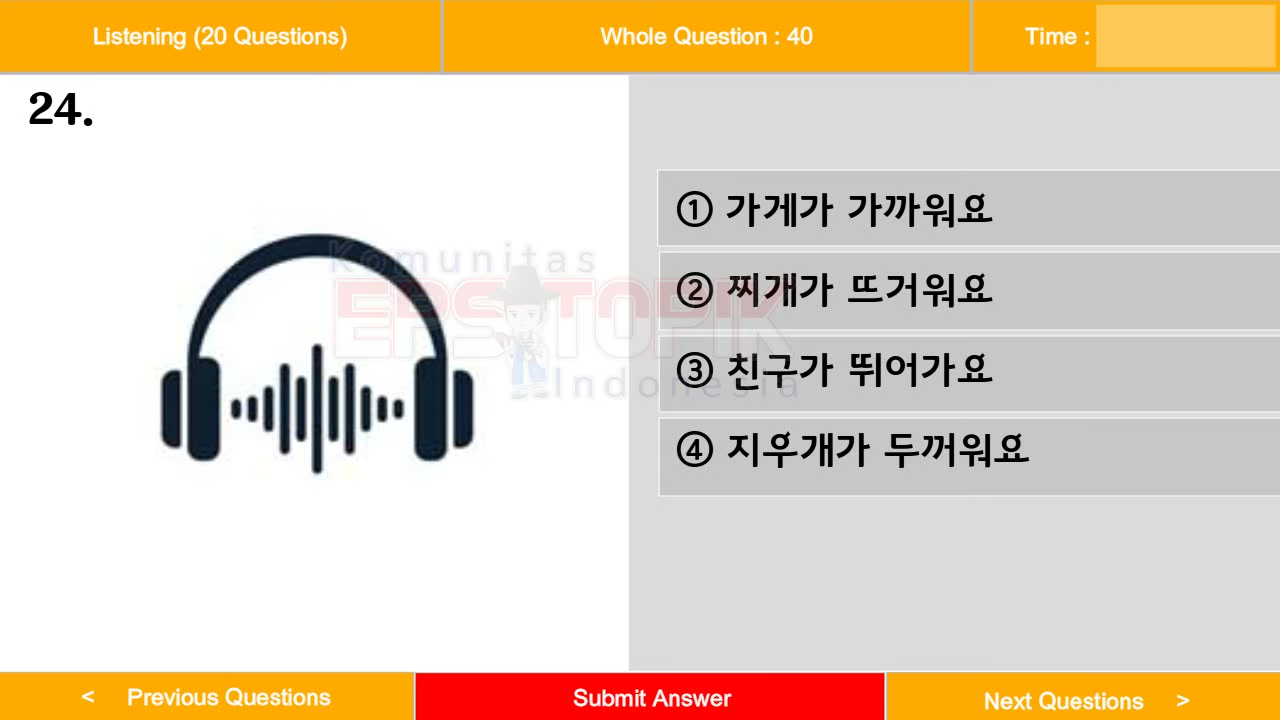 Listening (20 Questions)
Whole Question : 40
Time :
24.
① 가게가 가까워요
② 찌개가 뜨거워요
③ 친구가 뛰어가요
④ 지우개가 두꺼워요
Komunitas
EPS TOPIK
Indonesia
< Previous Questions
Submit Answer
Next Questions >